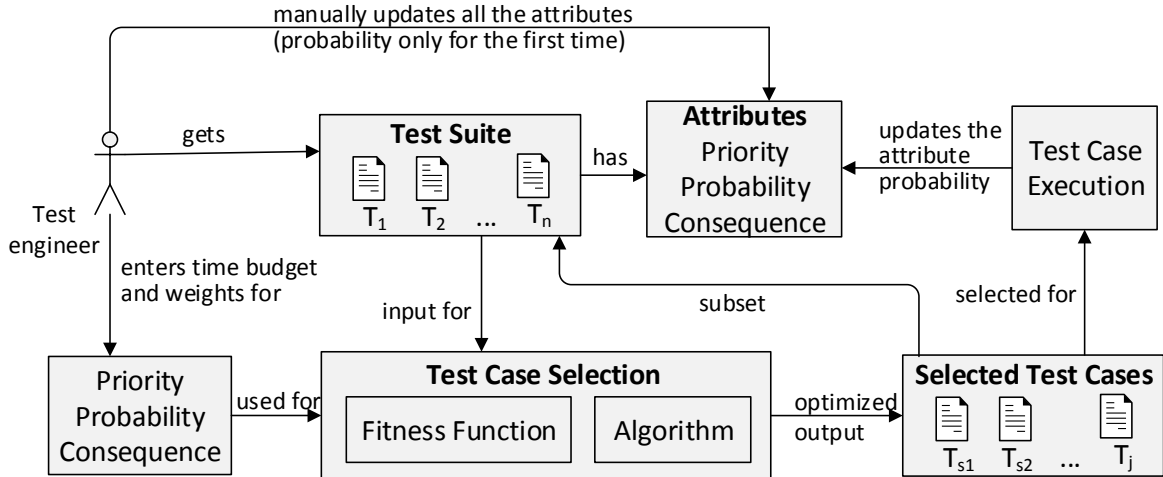 manually updates all the attributes
(probability only for the first time)
gets
Test Suite
T1 T2 ... Tn
has
Attributes
Priority
Probability
Consequence
updates the
attribute
probability
Test Case
Execution
Test
engineer
enters time budget
and weights for
input for
subset
selected for
Priority
Probability
Consequence
used for
Test Case Selection
Fitness Function
Algorithm
optimized
output
Selected Test Cases
Ts1 Ts2 ... Tj